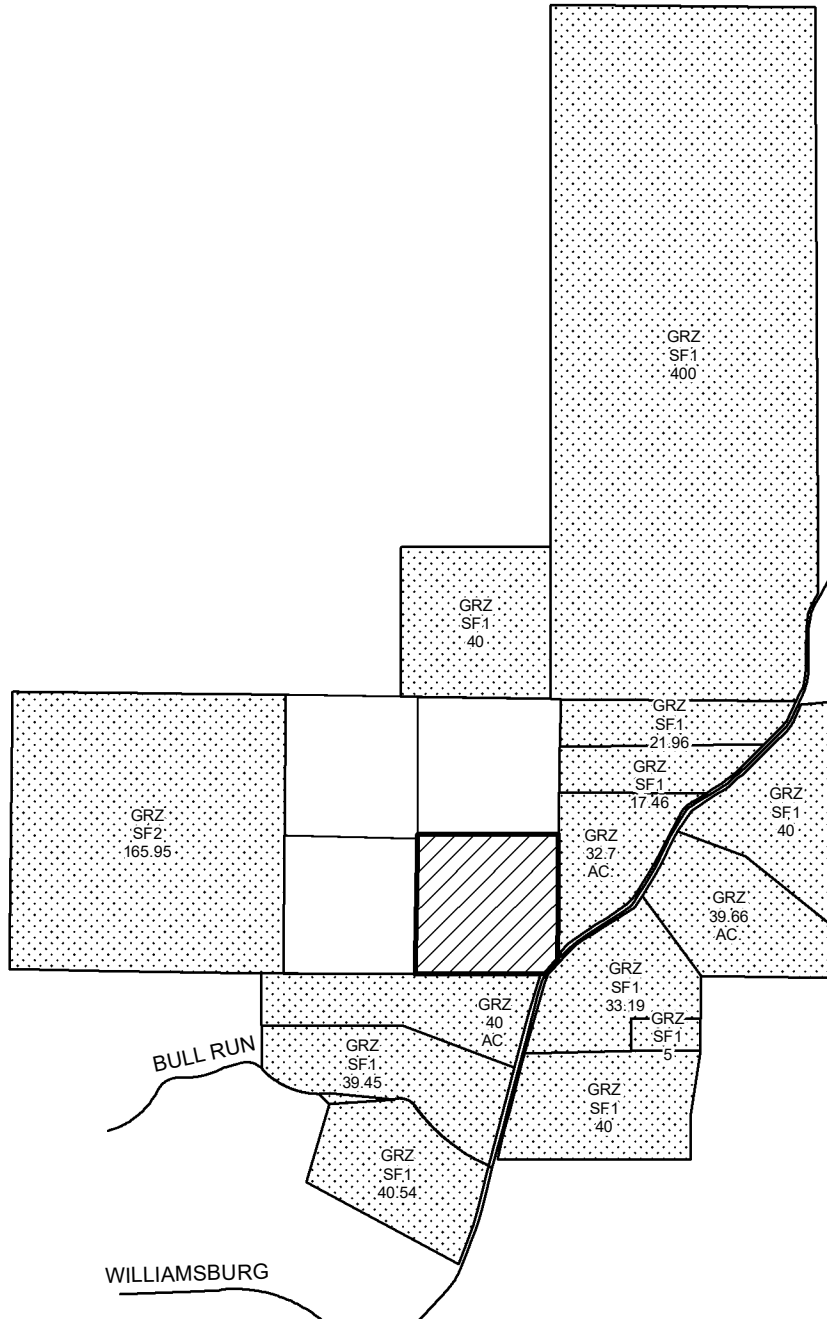 GRZ
SF1
400
GRZ
SF1
40
GRZ
SF1
21.96
GRZ
SF1
17.46
GRZ
SF1
40
GRZ
SF2
165.95
GRZ
32.7
AC
GRZ
39.66
AC
GRZ
SF1
33.19
GRZ
40
AC
GRZ
SF1
5
GRZ
SF1
39.45
BULL RUN
GRZ
SF1
40
GRZ
SF1
40.54
WILLIAMSBURG